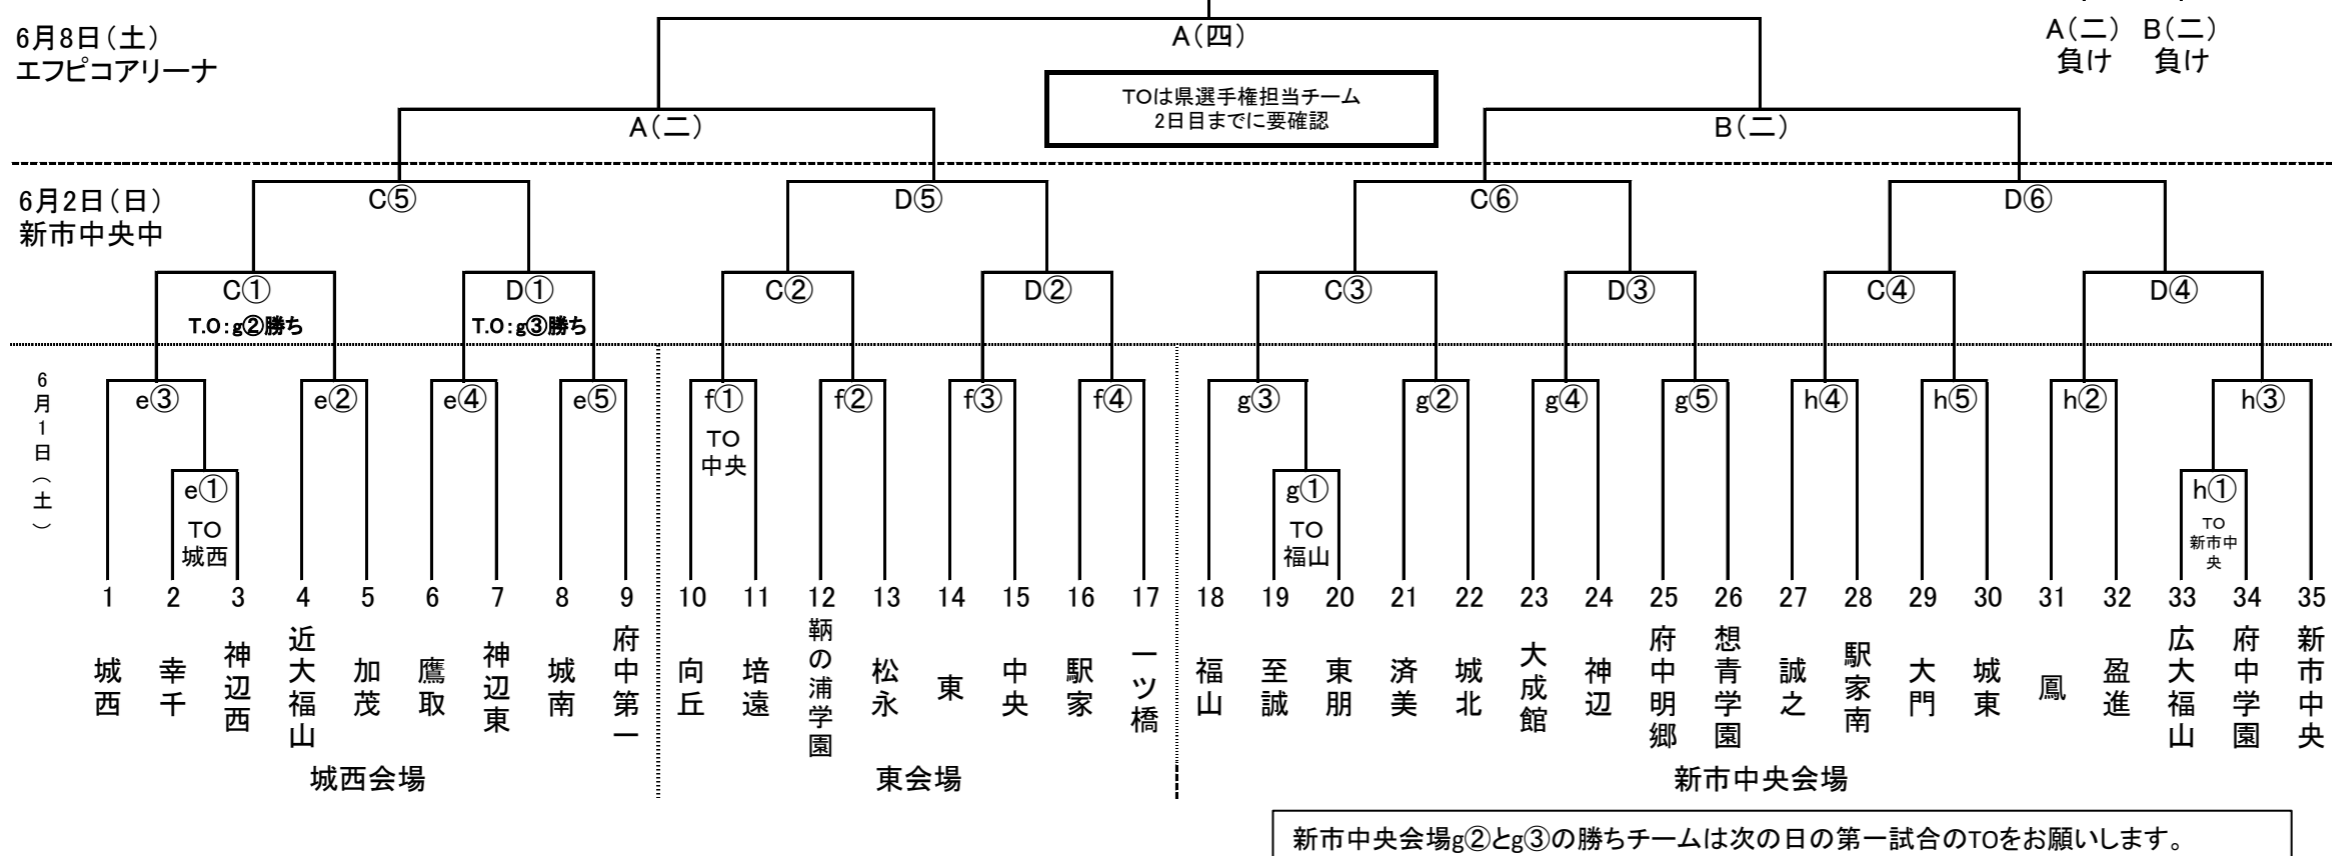 6月8日(土)
エフピコアリーナ
A(四)
A(二) B(二)
負け 負け
TOは県選手権担当チーム
2日目までに要確認
A(二)
B(二)
6月2日(日)
新市中央中
C⑤
D⑤
C⑥
D⑥
C①
T.O:g②勝ち
D①
T.O:g③勝ち
C②
D②
C③
D③
C④
D④
6月1日(土)
e③
e②
e④
e⑤
f①
TO
中央
f②
f③
f④
g③
g②
g④
g⑤
h④
h⑤
h②
h③
e①
TO
城西
g①
TO
福山
h①
TO
新市中
央
1 2 3 4 5 6 7 8 9 10 11 12 13 14 15 16 17 18 19 20 21 22 23 24 25 26 27 28 29 30 31 32 33 34 35
城西
幸千
神辺西
近大福山
加茂
鷹取
神辺東
城南
府中第一
向丘
培遠
鞆の浦学園
松永
東
中央
駅家
一ツ橋
福山
至誠
東朋
済美
城北
大成館
神辺
府中明郷
想青学園
誠之
駅家南
大門
城東
鳳
盈進
広大福山
府中学園
新市中央
城西会場
東会場
新市中央会場
新市中央会場g②とg③の勝ちチームは次の日の第一試合のTOをお願いします。